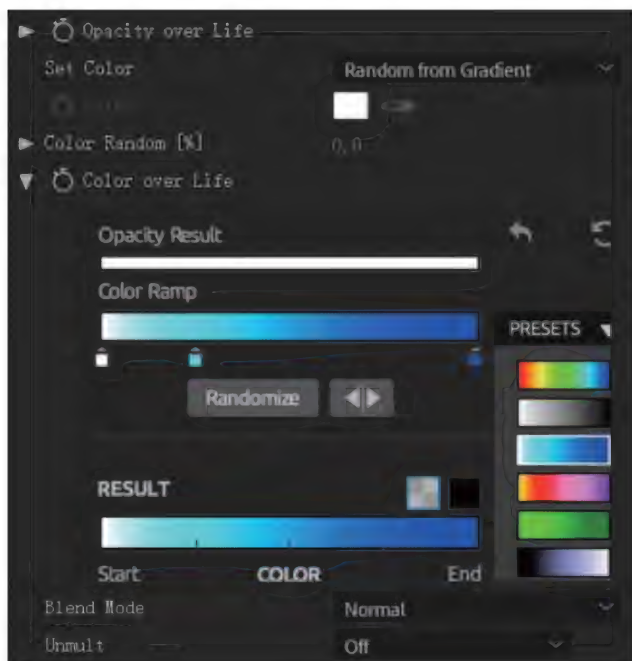 Opacity over Life
Set Color Random from Gradient
Color Random [%] 0,0
Color over Life
Opacity Result
Color Ramp
PRESETS
Randomize
RESULT
Start COLOR End
Blend Mode Normal
Unmult Off